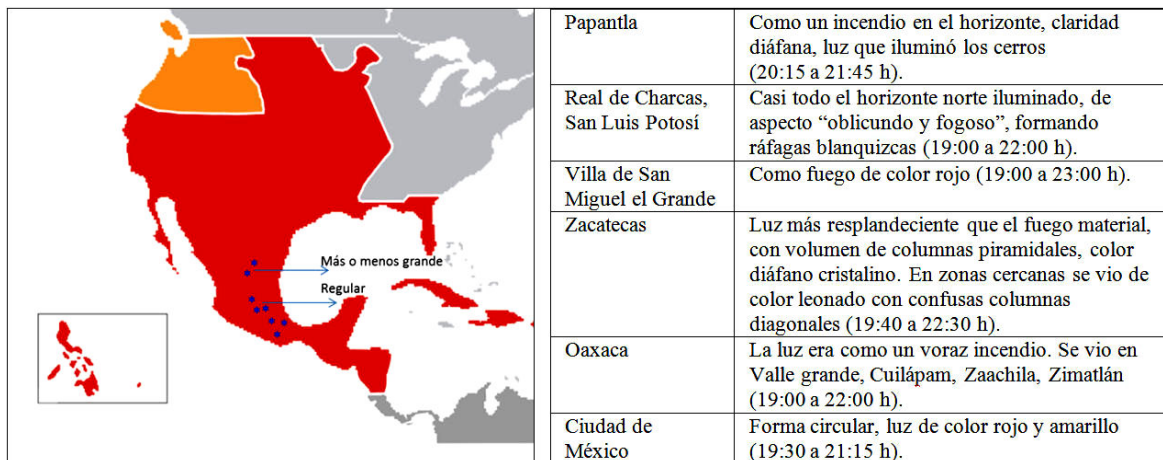 Más o menos grande
Regular
Papantla
Como un incendio en el horizonte, claridad
diáfana, luz que iluminó los cerros
(20:15 a 21:45 h).
Real de Charcas,
San Luis Potosí
Casi todo el horizonte norte iluminado, de
aspecto “oblicundo y fogoso”, formando
ráfagas blanquizcas (19:00 a 22:00 h).
Villa de San
Miguel el Grande
Como fuego de color rojo (19:00 a 23:00 h).
Zacatecas
Luz más resplandeciente que el fuego material,
con volumen de columnas piramidales, color
diáfano cristalino. En zonas cercanas se vio de
color leonado con confusas columnas
diagonales (19:40 a 22:30 h).
Oaxaca
La luz era como un voraz incendio. Se vio en
Valle grande, Cuilápam, Zaachila, Zimatlán
(19:00 a 22:00 h).
Ciudad de
México
Forma circular, luz de color rojo y amarillo
(19:30 a 21:15 h).